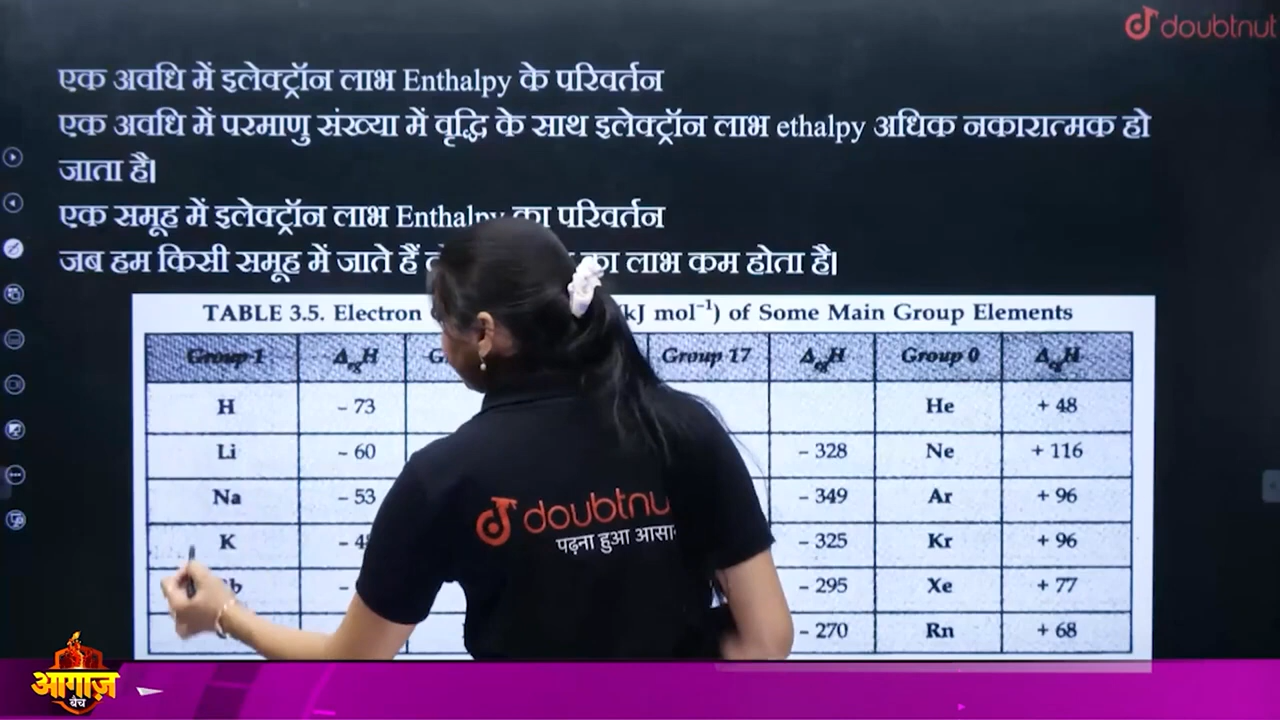 doubtnut
एक अवधि में इलेक्ट्रॉन लाभ Enthalpy के परिवर्तन
एक अवधि में परमाणु संख्या में वृद्धि के साथ इलेक्ट्रॉन लाभ ethalpy अधिक नकारात्मक हो
जाता है।
एक समूह में इलेक्ट्रॉन लाभ Enthalpy का परिवर्तन
जब हम किसी समूह में जाते हैं का लाभ कम होता है।
TABLE 3.5. Electron (kJ mol⁻¹) of Some Main Group Elements
Group 1 ΔegH Group 17 ΔegH Group 0 ΔegH
H – 73 He + 48
Li – 60 – 328 Ne + 116
Na – 53 – 349 Ar + 96
K – 325 Kr + 96
– 295 Xe + 77
– 270 Rn + 68
doubtnu
पढ़ना हुआ आसा
आगाज़
बैच